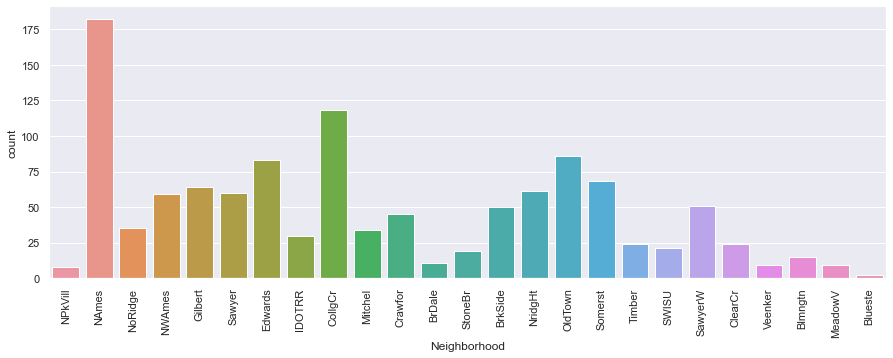 175
150
125
100
75
50
25
0
count
NPkVill
NAmes
NoRidge
NWAmes
Gilbert
Sawyer
Edwards
IDOTRR
CollgCr
Mitchel
Crawfor
BrDale
StoneBr
BrkSide
NridgHt
OldTown
Somerst
Timber
SWISU
SawyerW
ClearCr
Veenker
Blmngtn
MeadowV
Blueste
Neighborhood